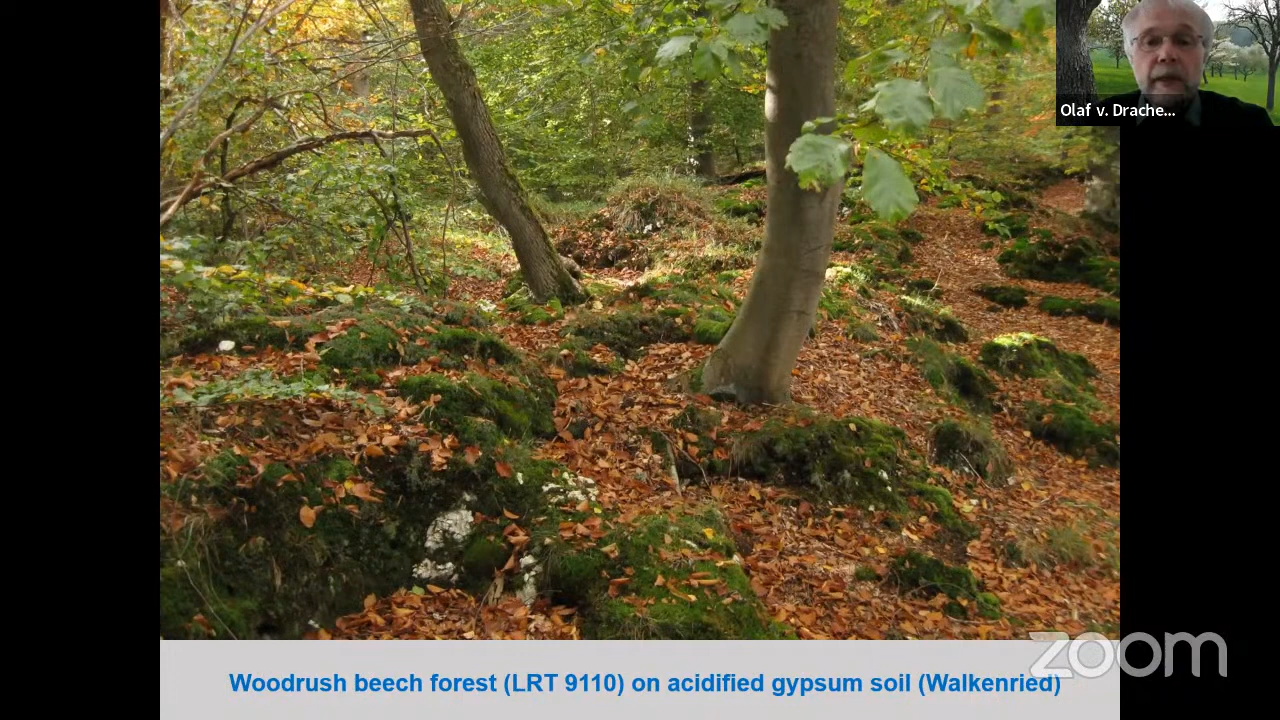 Olaf v. Drache...
Woodrush beech forest (LRT 9110) on acidified gypsum soil (Walkenried)
zoom